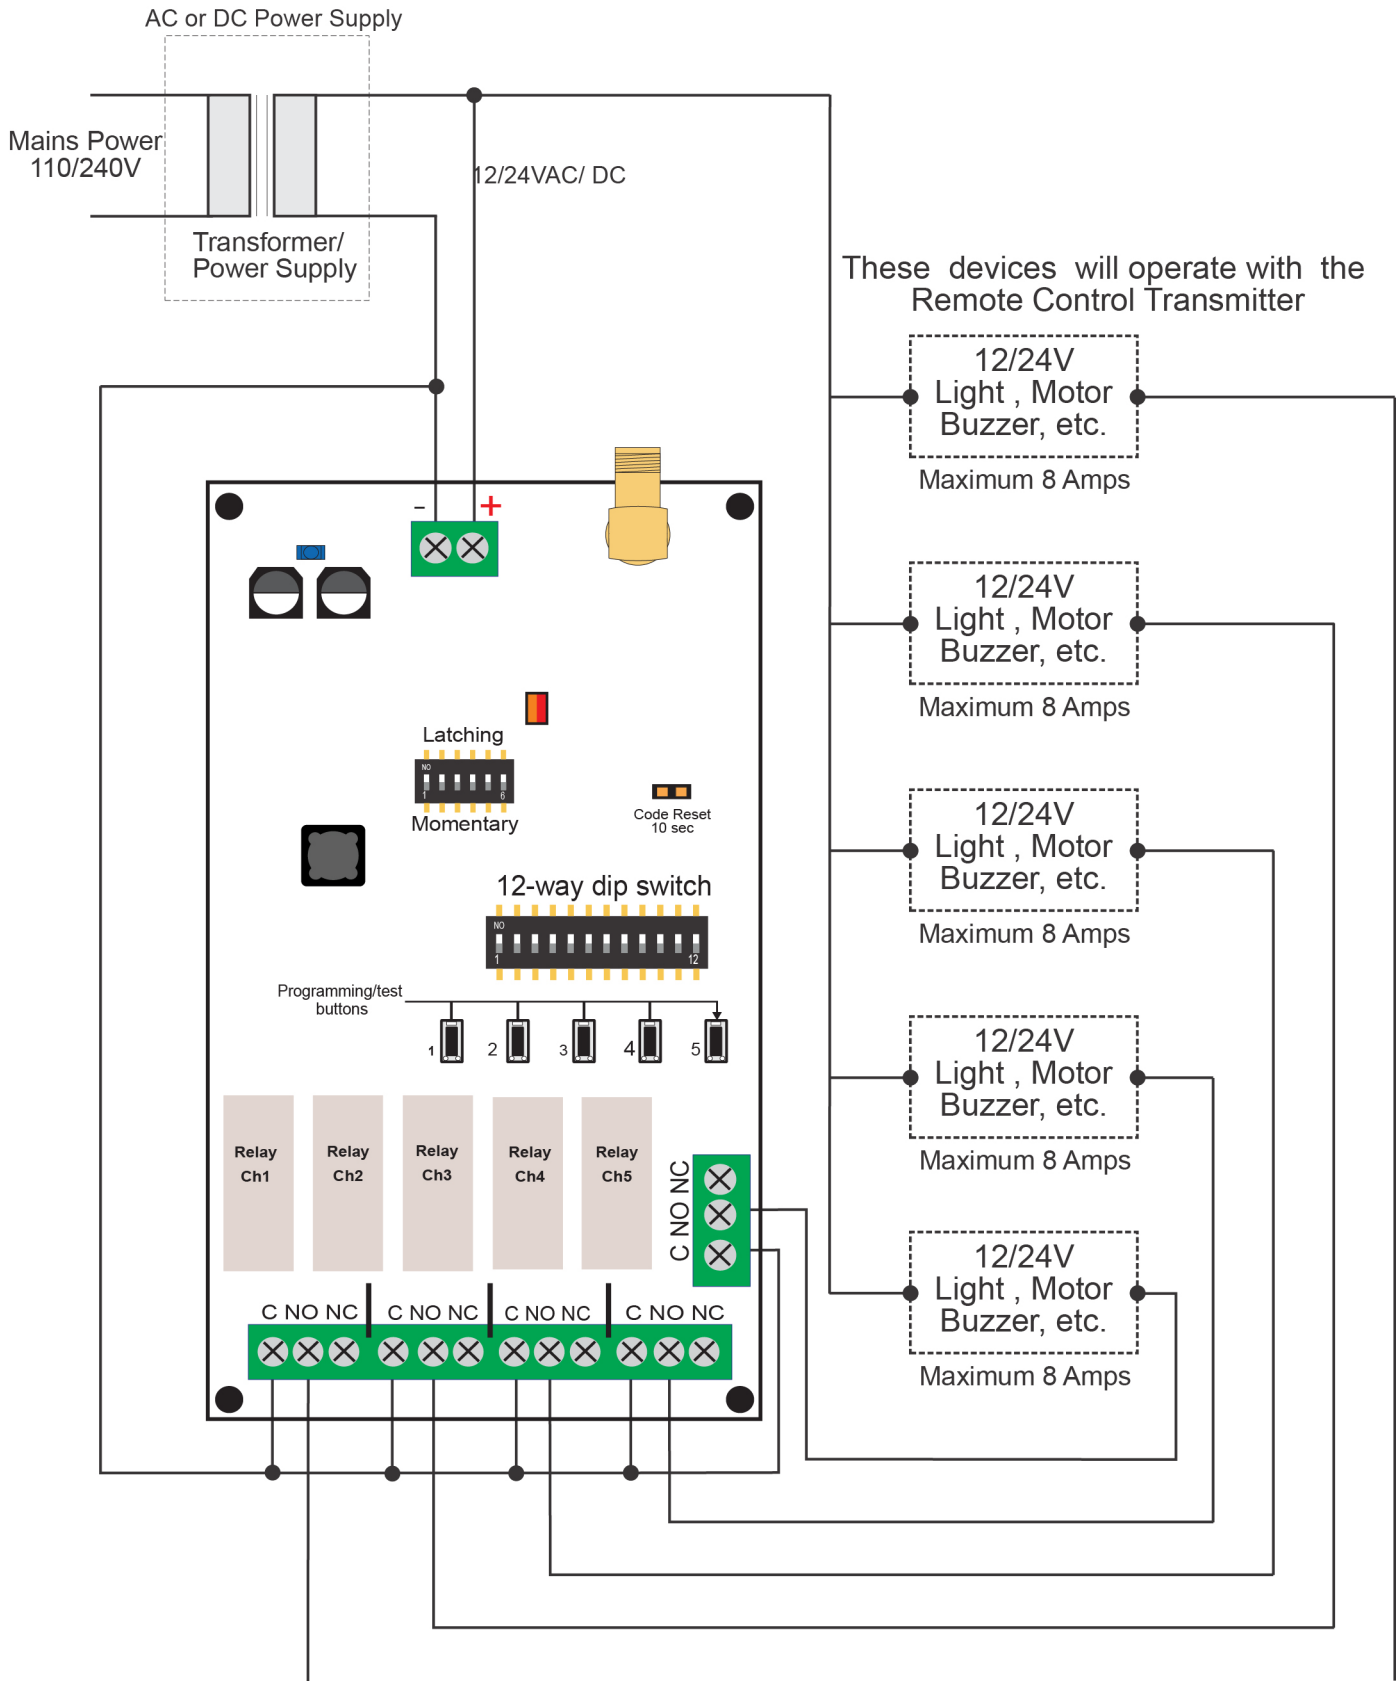 AC or DC Power Supply
Mains Power
110/240V
12/24VAC/ DC
Transformer/
Power Supply
These devices will operate with the
Remote Control Transmitter
12/24V
Light , Motor
Buzzer, etc.
Maximum 8 Amps
- +
12/24V
Light , Motor
Buzzer, etc.
Maximum 8 Amps
Latching
NO
1 6
Momentary
Code Reset
10 sec
12/24V
Light , Motor
Buzzer, etc.
Maximum 8 Amps
12-way dip switch
NO
1 12
Programming/test
buttons
1 2 3 4 5
12/24V
Light , Motor
Buzzer, etc.
Maximum 8 Amps
Relay
Ch1
Relay
Ch2
Relay
Ch3
Relay
Ch4
Relay
Ch5
C NO NC
12/24V
Light , Motor
Buzzer, etc.
Maximum 8 Amps
C NO NC
C NO NC
C NO NC
C NO NC